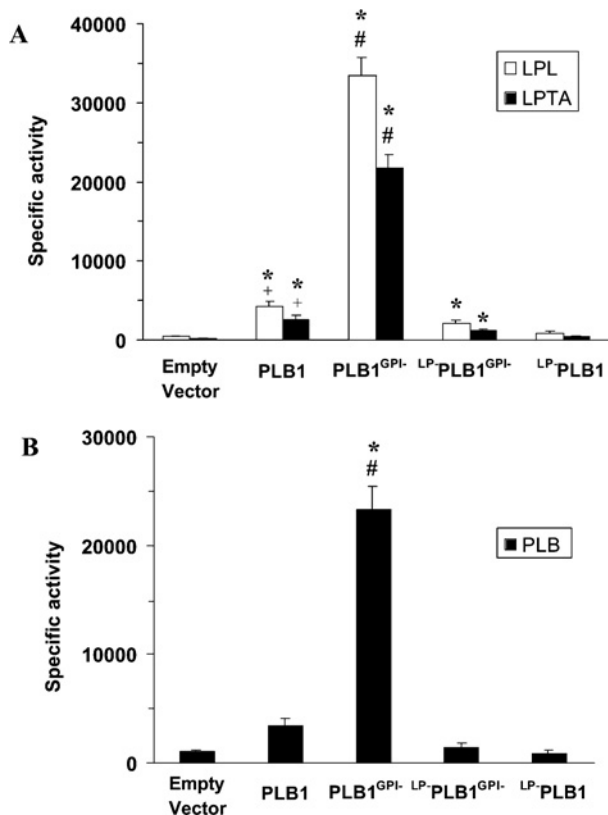 A
40000
30000
20000
10000
0
Specific activity
* # * #
* + * +
* *
LPL
LPTA
Empty Vector PLB1 PLB1GPI- LP-PLB1GPI- LP-PLB1
B
30000
20000
10000
0
Specific activity
* #
PLB
Empty Vector PLB1 PLB1GPI- LP-PLB1GPI- LP-PLB1